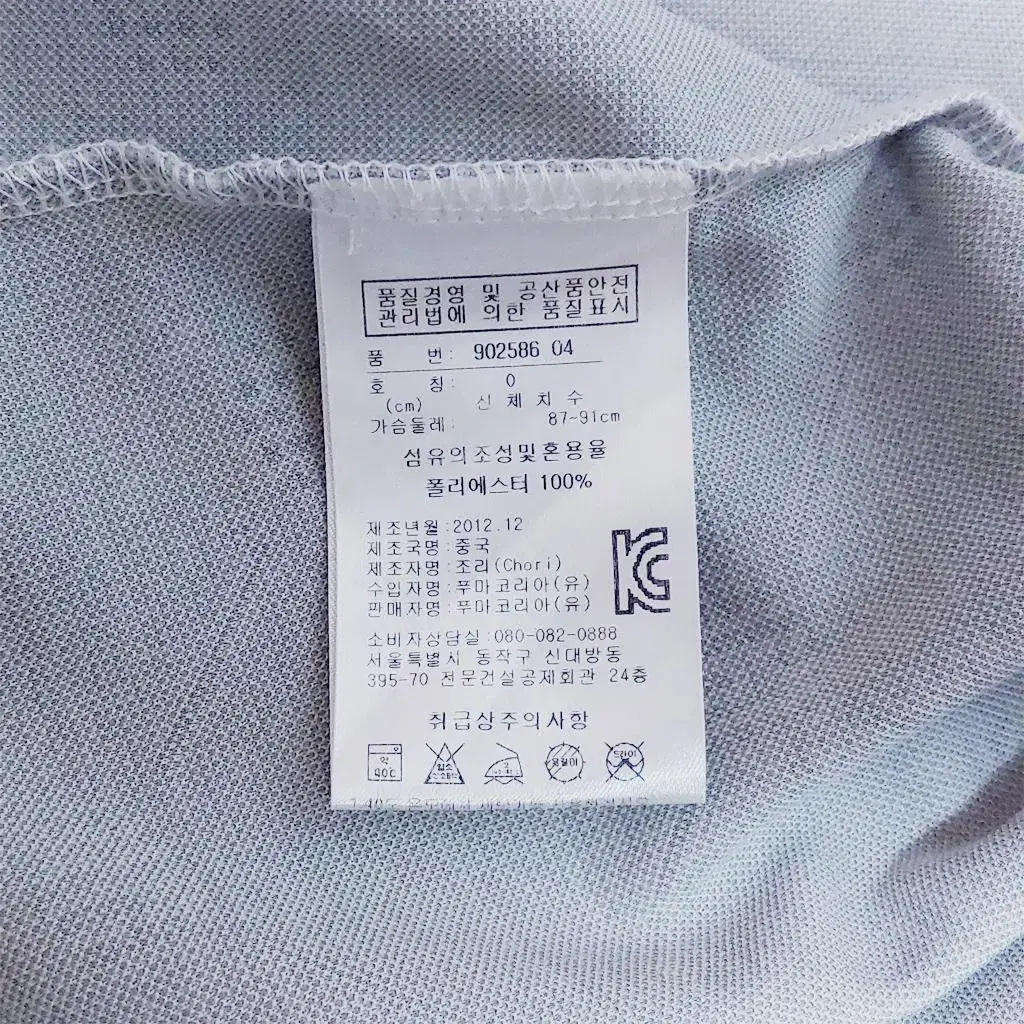 품질경영 및 공산품안전
관리법에 의한 품질표시
품 번: 902586 04
호 칭: 0
(cm) 신체치수
가슴둘레: 87-91cm
섬유의조성및혼용율
폴리에스터 100%
제조년월:2012.12
제조국명:중국
제조자명:조리(Chori)
수입자명:푸마코리아(유)
판매자명:푸마코리아(유)
KC
소비자상담실:080-082-0888
서울특별시 동작구 신대방동
395-70 전문건설공제회관 24층
취급상주의사항
약 40℃ 드라이